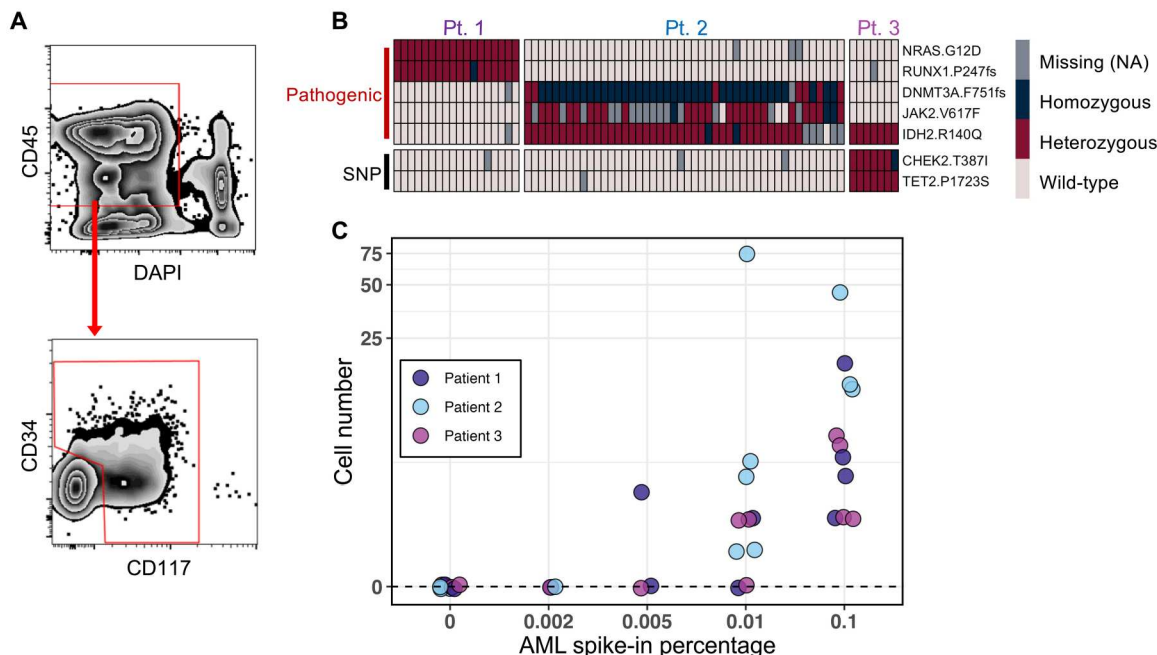 A
CD45
DAPI
CD34
CD117
B
Pt. 1
Pt. 2
Pt. 3
Pathogenic
SNP
NRAS.G12D
RUNX1.P247fs
DNMT3A.F751fs
JAK2.V617F
IDH2.R140Q
CHEK2.T387I
TET2.P1723S
Missing (NA)
Homozygous
Heterozygous
Wild-type
C
Cell number
75
50
25
0
Patient 1
Patient 2
Patient 3
0 0.002 0.005 0.01 0.1
AML spike-in percentage